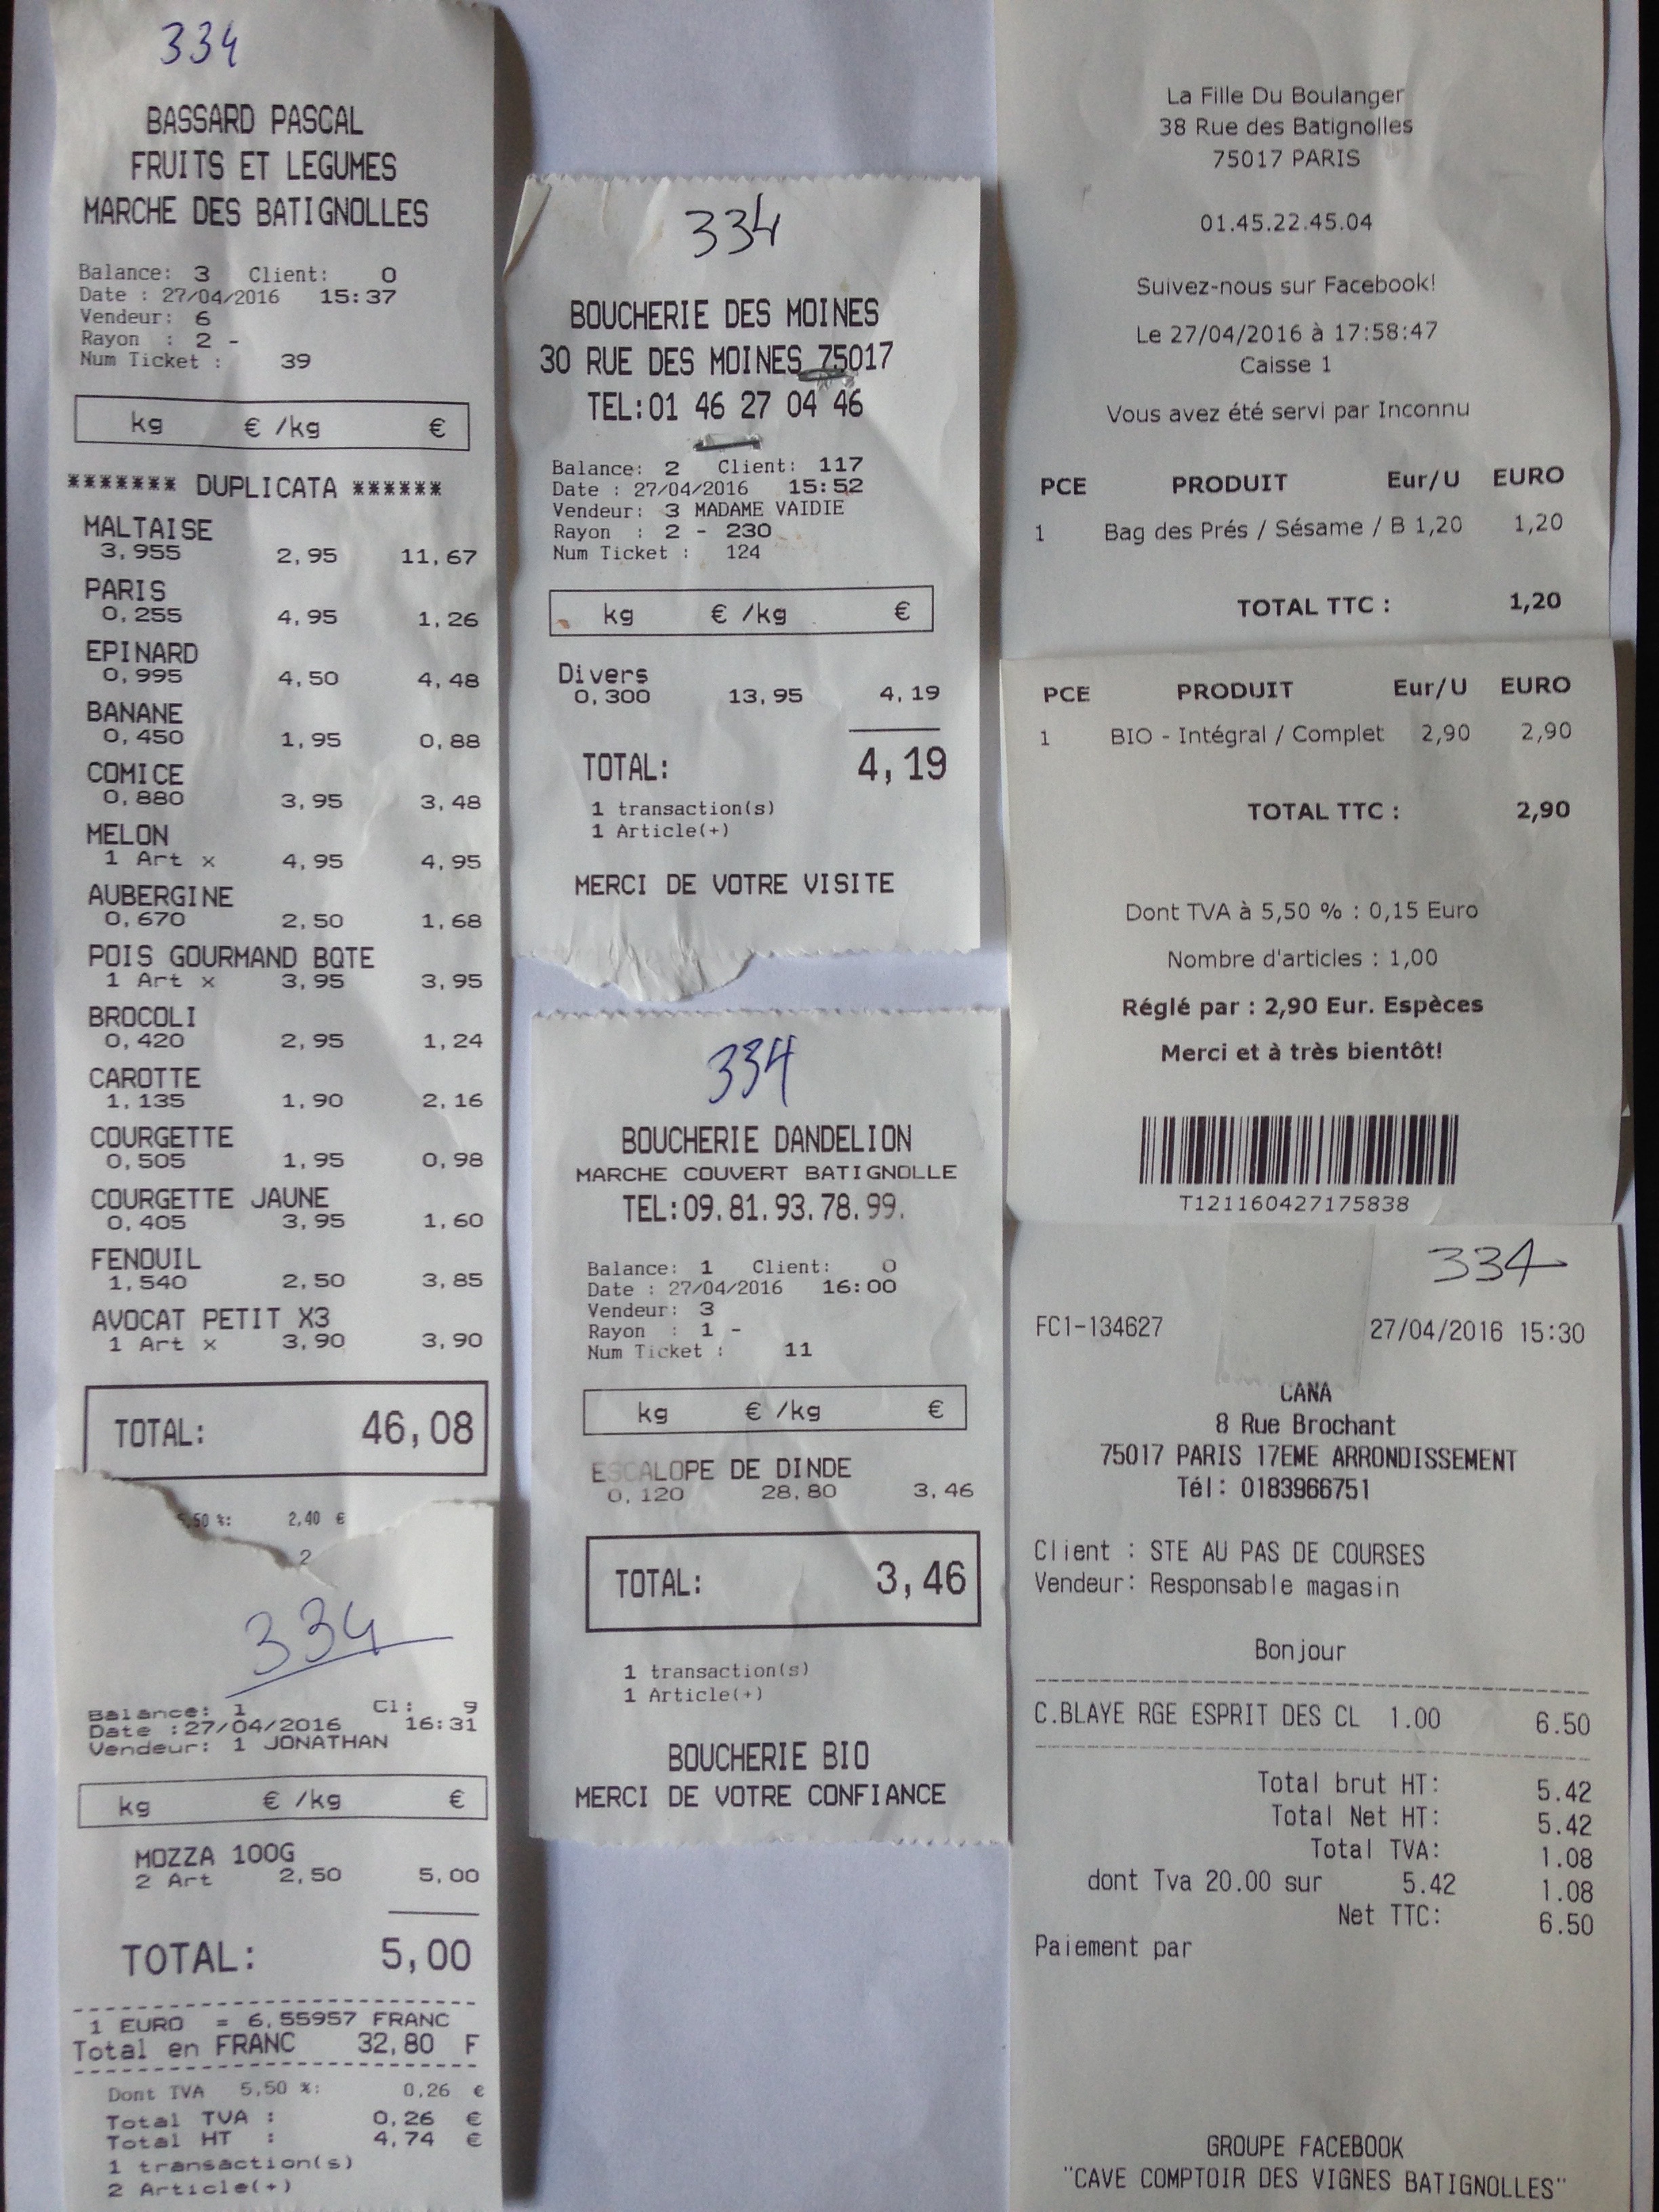 334
BASSARD PASCAL
FRUITS ET LEGUMES
MARCHE DES BATIGNOLLES
Balance: 3 Client: 0
Date : 27/04/2016 15:37
Vendeur: 6
Rayon : 2 -
Num Ticket : 39
kg € /kg €
******* DUPLICATA ******
MALTAISE
3,955 2,95 11,67
PARIS
0,255 4,95 1,26
EPINARD
0,995 4,50 4,48
BANANE
0,450 1,95 0,88
COMICE
0,880 3,95 3,48
MELON
1 Art x 4,95 4,95
AUBERGINE
0,670 2,50 1,68
POIS GOURMAND BQTE
1 Art x 3,95 3,95
BROCOLI
0,420 2,95 1,24
CAROTTE
1,135 1,90 2,16
COURGETTE
0,505 1,95 0,98
COURGETTE JAUNE
0,405 3,95 1,60
FENOUIL
1,540 2,50 3,85
AVOCAT PETIT X3
1 Art x 3,90 3,90
TOTAL: 46,08
5,50 %: 2,40 €
2
334
Balance: 1 Cl: 9
Date :27/04/2016 16:31
Vendeur: 1 JONATHAN
kg € /kg €
MOZZA 100G
2 Art 2,50 5,00
TOTAL: 5,00
1 EURO = 6,55957 FRANC
Total en FRANC 32,80 F
Dont TVA 5,50 %: 0,26 €
Total TVA : 0,26 €
Total HT : 4,74 €
1 transaction(s)
2 Article(+)
334
BOUCHERIE DES MOINES
30 RUE DES MOINES 75017
TEL:01 46 27 04 46
Balance: 2 Client: 117
Date : 27/04/2016 15:52
Vendeur: 3 MADAME VAIDIE
Rayon : 2 - 230
Num Ticket : 124
kg € /kg €
Divers
0,300 13,95 4,19
TOTAL: 4,19
1 transaction(s)
1 Article(+)
MERCI DE VOTRE VISITE
334
BOUCHERIE DANDELION
MARCHE COUVERT BATIGNOLLE
TEL:09.81.93.78.99.
Balance: 1 Client: 0
Date : 27/04/2016 16:00
Vendeur: 3
Rayon : 1 -
Num Ticket : 11
kg € /kg €
ESCALOPE DE DINDE
0,120 28,80 3,46
TOTAL: 3,46
1 transaction(s)
1 Article(+)
BOUCHERIE BIO
MERCI DE VOTRE CONFIANCE
La Fille Du Boulanger
38 Rue des Batignolles
75017 PARIS
01.45.22.45.04
Suivez-nous sur Facebook!
Le 27/04/2016 à 17:58:47
Caisse 1
Vous avez été servi par Inconnu
PCE PRODUIT Eur/U EURO
1 Bag des Prés / Sésame / B 1,20 1,20
TOTAL TTC : 1,20
PCE PRODUIT Eur/U EURO
1 BIO - Intégral / Complet 2,90 2,90
TOTAL TTC : 2,90
Dont TVA à 5,50 % : 0,15 Euro
Nombre d'articles : 1,00
Réglé par : 2,90 Eur. Espèces
Merci et à très bientôt!
T121160427175838
334
FC1-134627 27/04/2016 15:30
CANA
8 Rue Brochant
75017 PARIS 17EME ARRONDISSEMENT
Tél: 0183966751
Client : STE AU PAS DE COURSES
Vendeur: Responsable magasin
Bonjour
C.BLAYE RGE ESPRIT DES CL 1.00 6.50
Total brut HT: 5.42
Total Net HT: 5.42
Total TVA: 1.08
dont Tva 20.00 sur 5.42 1.08
Net TTC: 6.50
Paiement par
GROUPE FACEBOOK
"CAVE COMPTOIR DES VIGNES BATIGNOLLES"